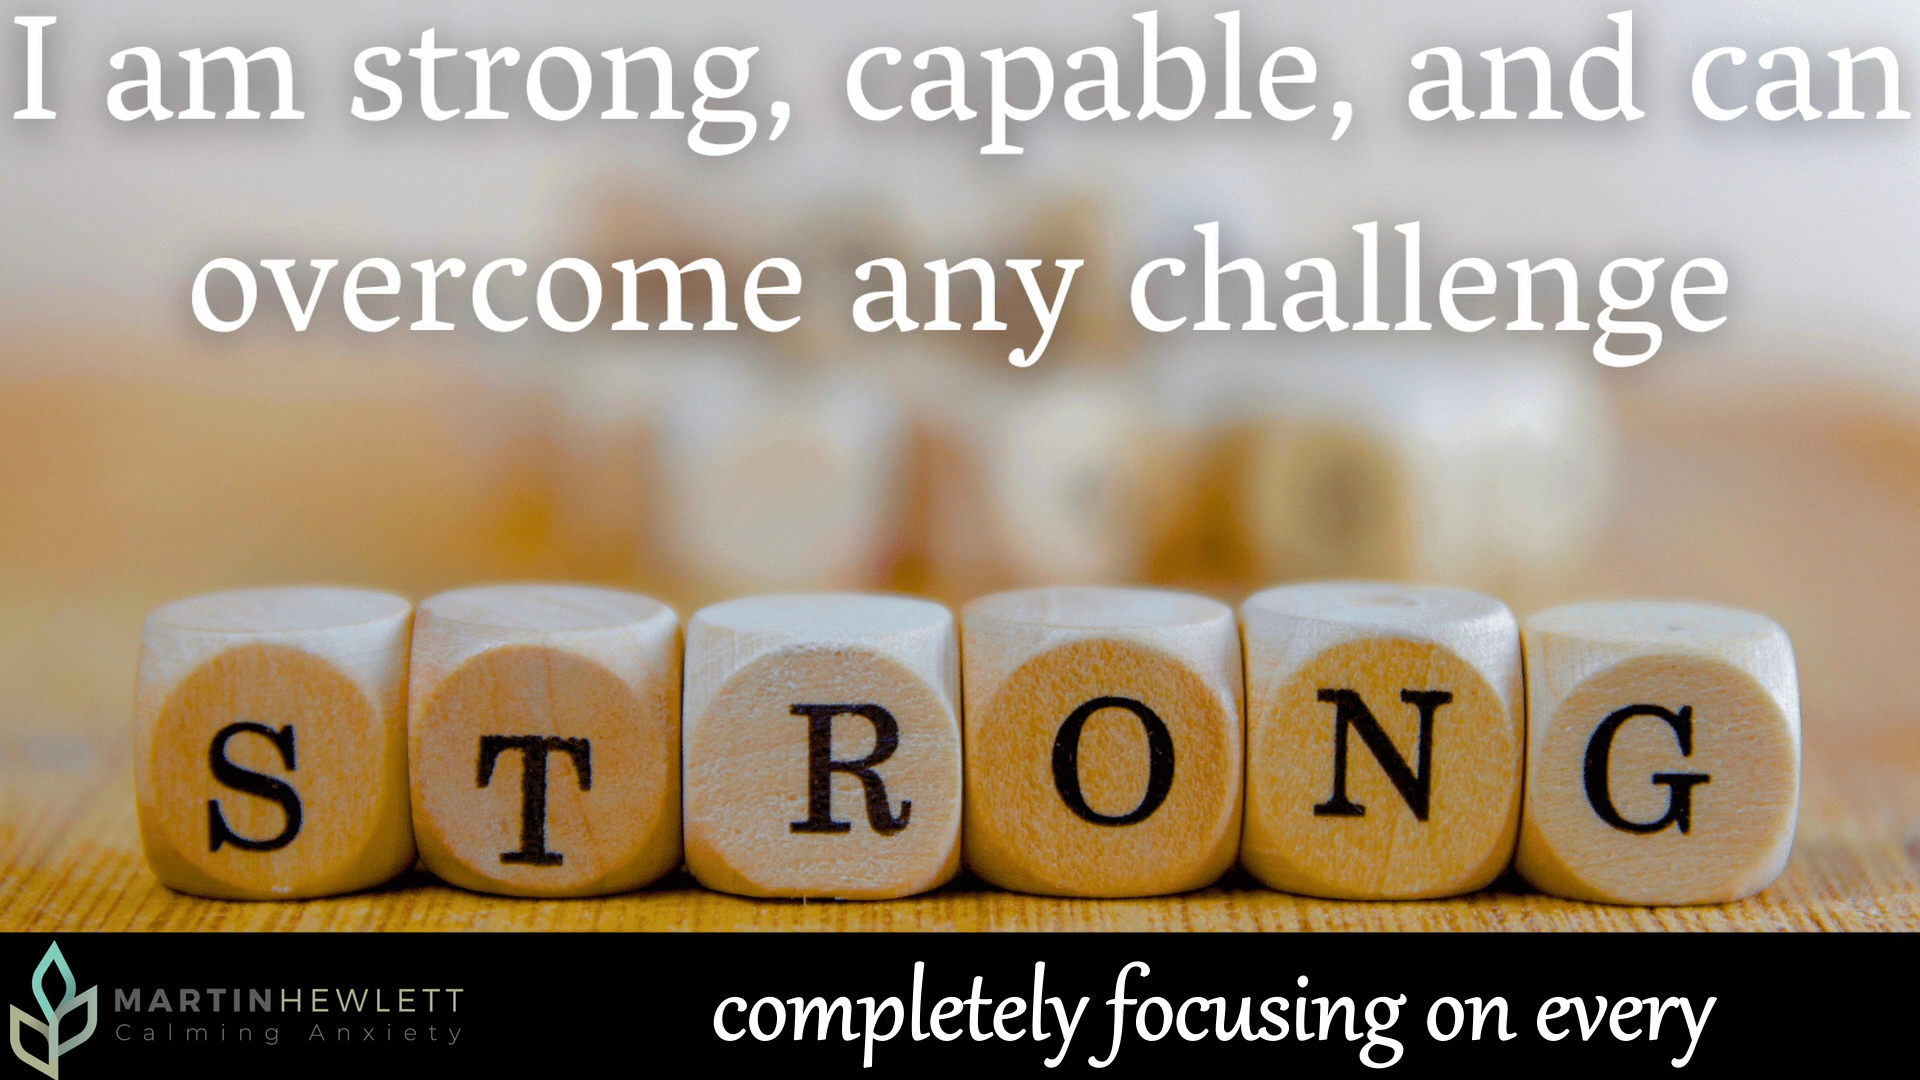 I am strong, capable, and can
overcome any challenge
STRONG
MARTINHEWLETT
Calming Anxiety
completely focusing on every